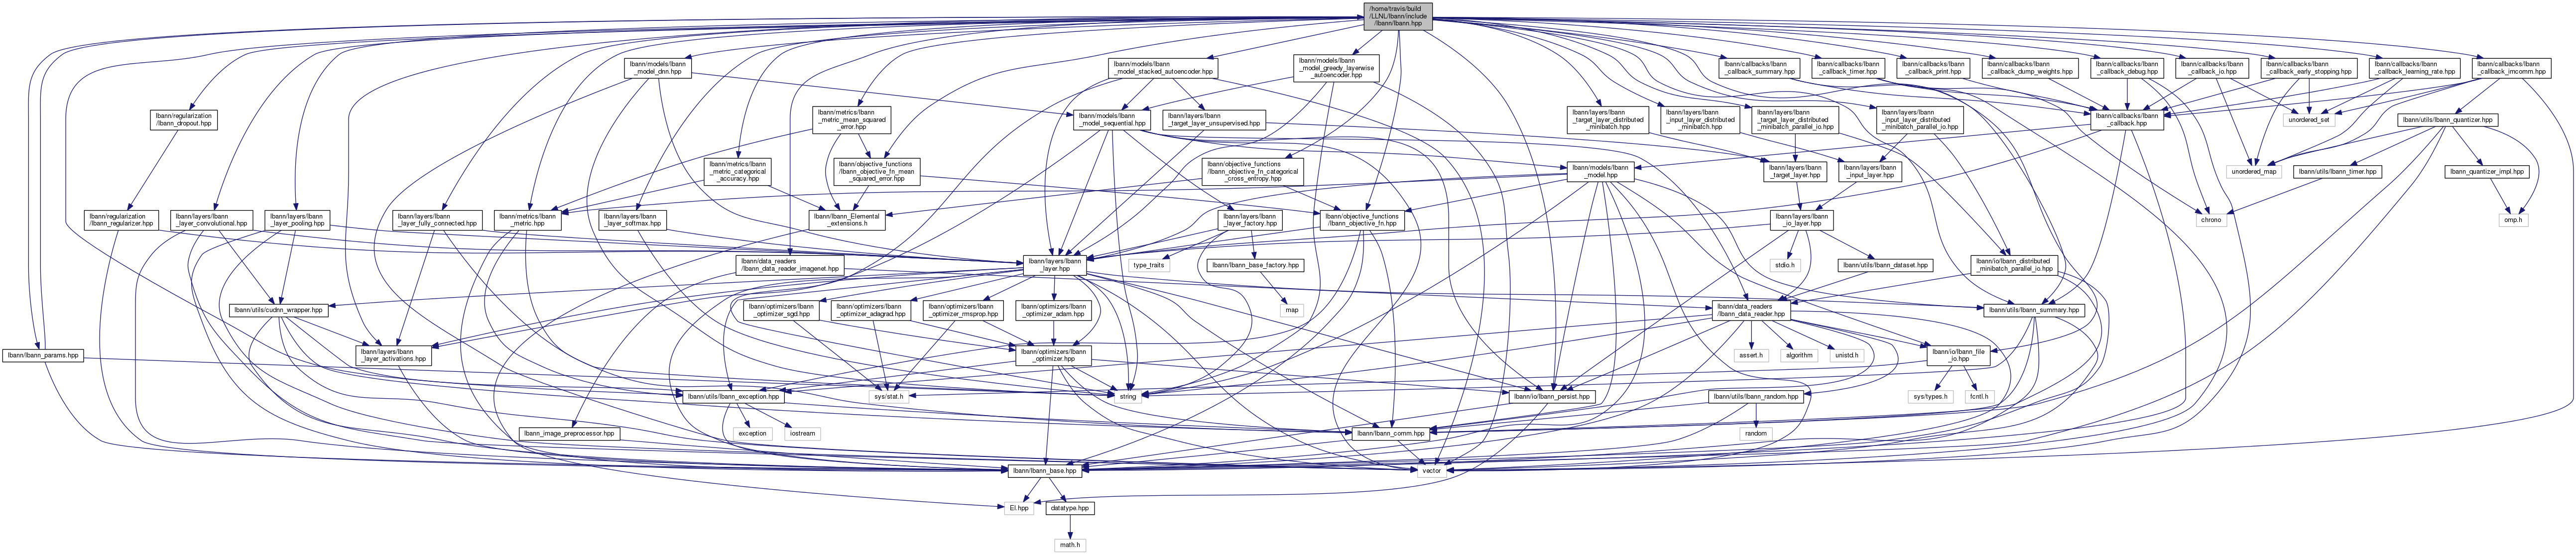 /home/travis/build
/LLNL/lbann/include
/lbann/lbann.hpp
lbann/models/lbann
_model_dnn.hpp
lbann/models/lbann
_model_stacked_autoencoder.hpp
lbann/models/lbann
_model_greedy_layerwise
_autoencoder.hpp
lbann/callbacks/lbann
_callback_summary.hpp
lbann/callbacks/lbann
_callback_timer.hpp
lbann/callbacks/lbann
_callback_print.hpp
lbann/callbacks/lbann
_callback_dump_weights.hpp
lbann/callbacks/lbann
_callback_debug.hpp
lbann/callbacks/lbann
_callback_io.hpp
lbann/callbacks/lbann
_callback_early_stopping.hpp
lbann/callbacks/lbann
_callback_learning_rate.hpp
lbann/callbacks/lbann
_callback_imcomm.hpp
lbann/regularization
/lbann_dropout.hpp
lbann/metrics/lbann
_metric_mean_squared
_error.hpp
lbann/models/lbann
_model_sequential.hpp
lbann/layers/lbann
_target_layer_unsupervised.hpp
lbann/layers/lbann
_target_layer_distributed
_minibatch.hpp
lbann/layers/lbann
_input_layer_distributed
_minibatch.hpp
lbann/layers/lbann
_target_layer_distributed
_minibatch_parallel_io.hpp
lbann/layers/lbann
_input_layer_distributed
_minibatch_parallel_io.hpp
lbann/callbacks/lbann
_callback.hpp
unordered_set
lbann/utils/lbann_quantizer.hpp
lbann/metrics/lbann
_metric_categorical
_accuracy.hpp
lbann/objective_functions
/lbann_objective_fn_mean
_squared_error.hpp
lbann/objective_functions
/lbann_objective_fn_categorical
_cross_entropy.hpp
lbann/models/lbann
_model.hpp
lbann/layers/lbann
_target_layer.hpp
lbann/layers/lbann
_input_layer.hpp
unordered_map
lbann/utils/lbann_timer.hpp
lbann_quantizer_impl.hpp
lbann/regularization
/lbann_regularizer.hpp
lbann/layers/lbann
_layer_convolutional.hpp
lbann/layers/lbann
_layer_pooling.hpp
lbann/layers/lbann
_layer_fully_connected.hpp
lbann/metrics/lbann
_metric.hpp
lbann/layers/lbann
_layer_softmax.hpp
lbann/lbann_Elemental
_extensions.h
lbann/layers/lbann
_layer_factory.hpp
lbann/objective_functions
/lbann_objective_fn.hpp
lbann/layers/lbann
_io_layer.hpp
chrono
omp.h
lbann/data_readers
/lbann_data_reader_imagenet.hpp
lbann/layers/lbann
_layer.hpp
type_traits
lbann/lbann_base_factory.hpp
stdio.h
lbann/utils/lbann_dataset.hpp
lbann/io/lbann_distributed
_minibatch_parallel_io.hpp
lbann/utils/cudnn_wrapper.hpp
lbann/optimizers/lbann
_optimizer_sgd.hpp
lbann/optimizers/lbann
_optimizer_adagrad.hpp
lbann/optimizers/lbann
_optimizer_rmsprop.hpp
lbann/optimizers/lbann
_optimizer_adam.hpp
map
lbann/data_readers
/lbann_data_reader.hpp
lbann/utils/lbann_summary.hpp
lbann/lbann_params.hpp
lbann/layers/lbann
_layer_activations.hpp
lbann/optimizers/lbann
_optimizer.hpp
assert.h
algorithm
unistd.h
lbann/io/lbann_file
_io.hpp
lbann/utils/lbann_exception.hpp
sys/stat.h
string
lbann/io/lbann_persist.hpp
lbann/utils/lbann_random.hpp
sys/types.h
fcntl.h
lbann_image_preprocessor.hpp
exception
iostream
lbann/lbann_comm.hpp
random
lbann/lbann_base.hpp
vector
El.hpp
datatype.hpp
math.h